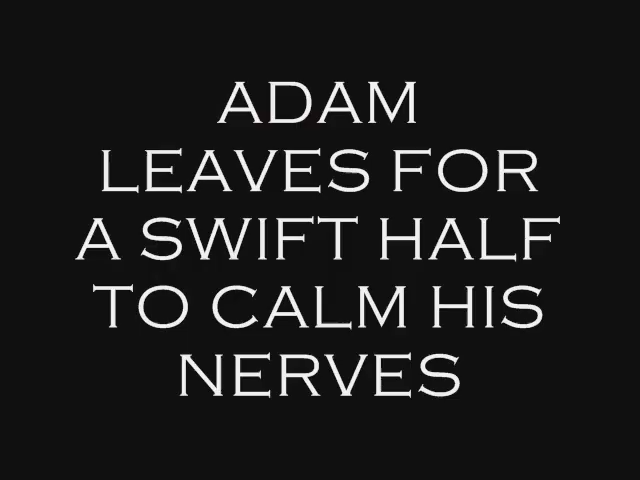 ADAM
LEAVES FOR
A SWIFT HALF
TO CALM HIS
NERVES